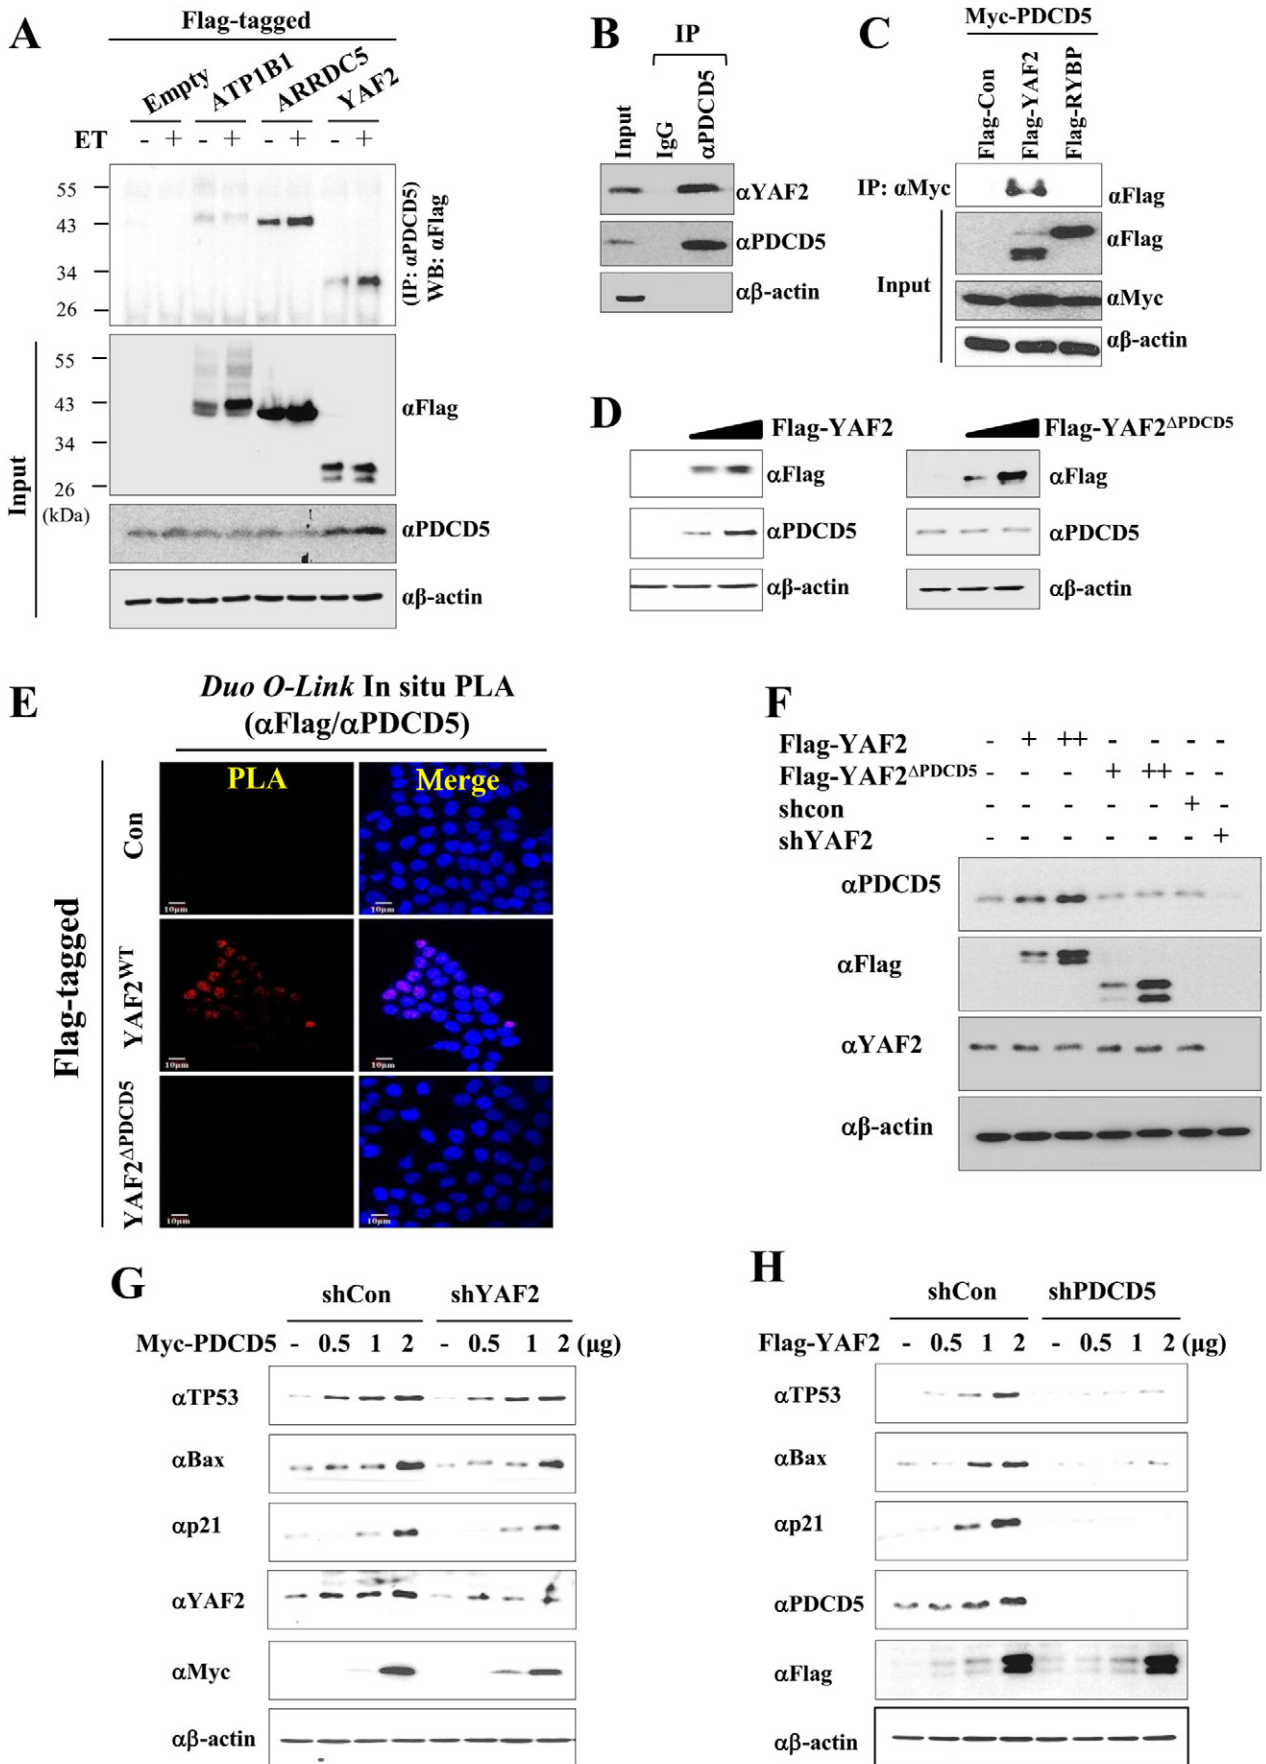 A
Flag-tagged
Empty ATP1B1 ARRDC5 YAF2
ET - + - + - + - +
55
43
34
26
(IP: αPDCD5)
WB: αFlag
Input
55
43
34
26
(kDa)
αFlag
αPDCD5
αβ-actin
B
IP
Input IgG αPDCD5
αYAF2
αPDCD5
αβ-actin
C
Myc-PDCD5
Flag-Con Flag-YAF2 Flag-RYBP
IP: αMyc αFlag
Input
αFlag
αMyc
αβ-actin
D
Flag-YAF2
αFlag
αPDCD5
αβ-actin
Flag-YAF2ΔPDCD5
αFlag
αPDCD5
αβ-actin
E
Duo O-Link In situ PLA
(αFlag/αPDCD5)
Flag-tagged
PLA Merge
Con
10µm 10µm
YAF2WT
10µm 10µm
YAF2ΔPDCD5
10µm 10µm
F
Flag-YAF2 - + ++ - - - -
Flag-YAF2ΔPDCD5 - - - + ++ - -
shcon - - - - - + -
shYAF2 - - - - - - +
αPDCD5
αFlag
αYAF2
αβ-actin
G
shCon shYAF2
Myc-PDCD5 - 0.5 1 2 - 0.5 1 2 (µg)
αTP53
αBax
αp21
αYAF2
αMyc
αβ-actin
H
shCon shPDCD5
Flag-YAF2 - 0.5 1 2 - 0.5 1 2 (µg)
αTP53
αBax
αp21
αPDCD5
αFlag
αβ-actin